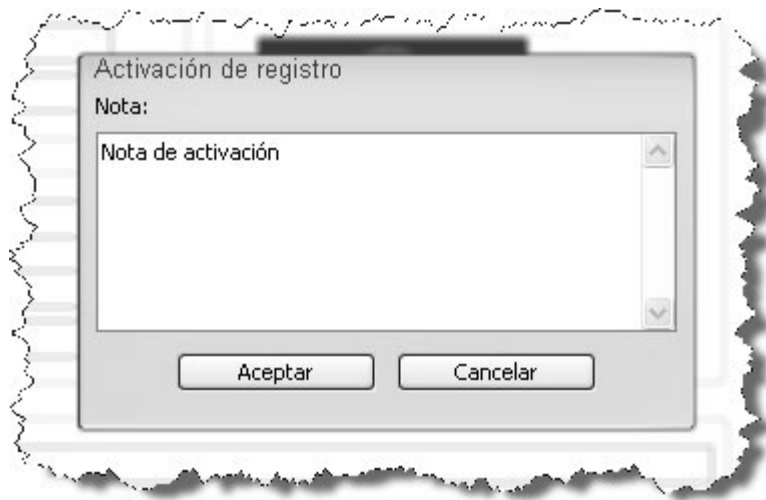 Activación de registro
Nota:
Nota de activación
Aceptar Cancelar